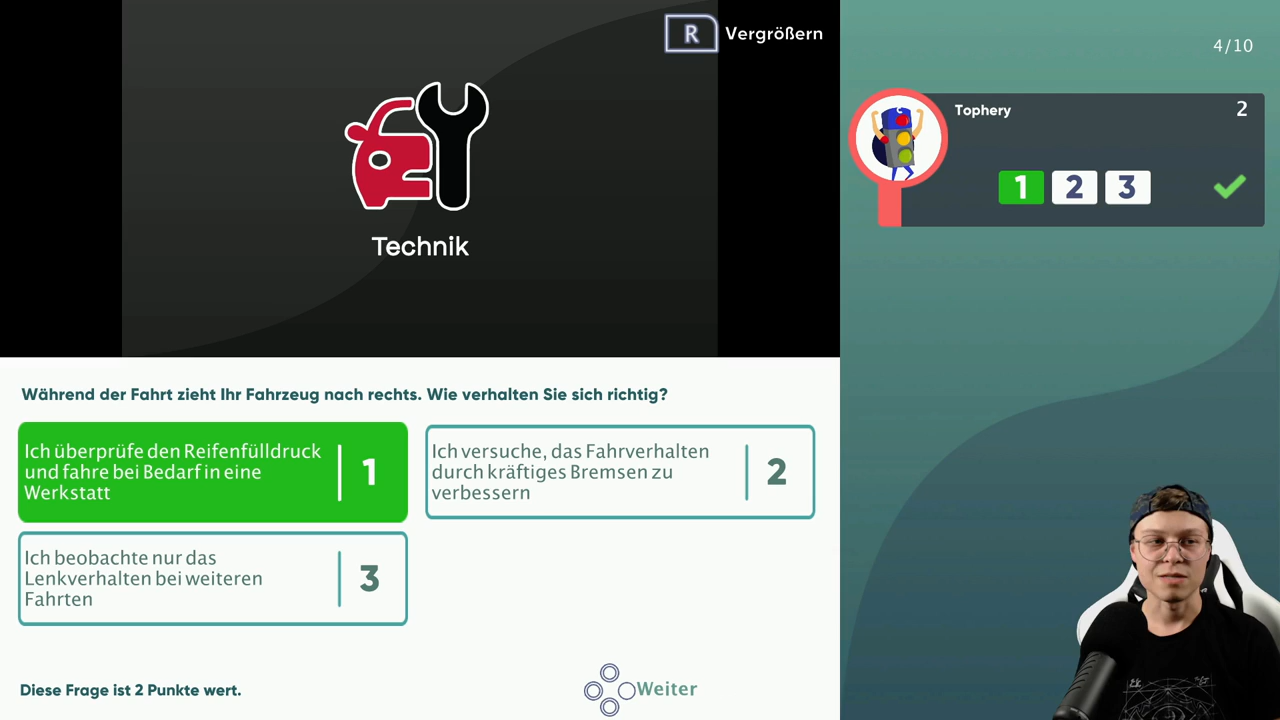 R Vergrößern
Technik
4/10
Tophery 2
1 2 3
Während der Fahrt zieht Ihr Fahrzeug nach rechts. Wie verhalten Sie sich richtig?
Ich überprüfe den Reifenfülldruck
und fahre bei Bedarf in eine
Werkstatt
1
Ich versuche, das Fahrverhalten
durch kräftiges Bremsen zu
verbessern
2
Ich beobachte nur das
Lenkverhalten bei weiteren
Fahrten
3
Diese Frage ist 2 Punkte wert.
Weiter